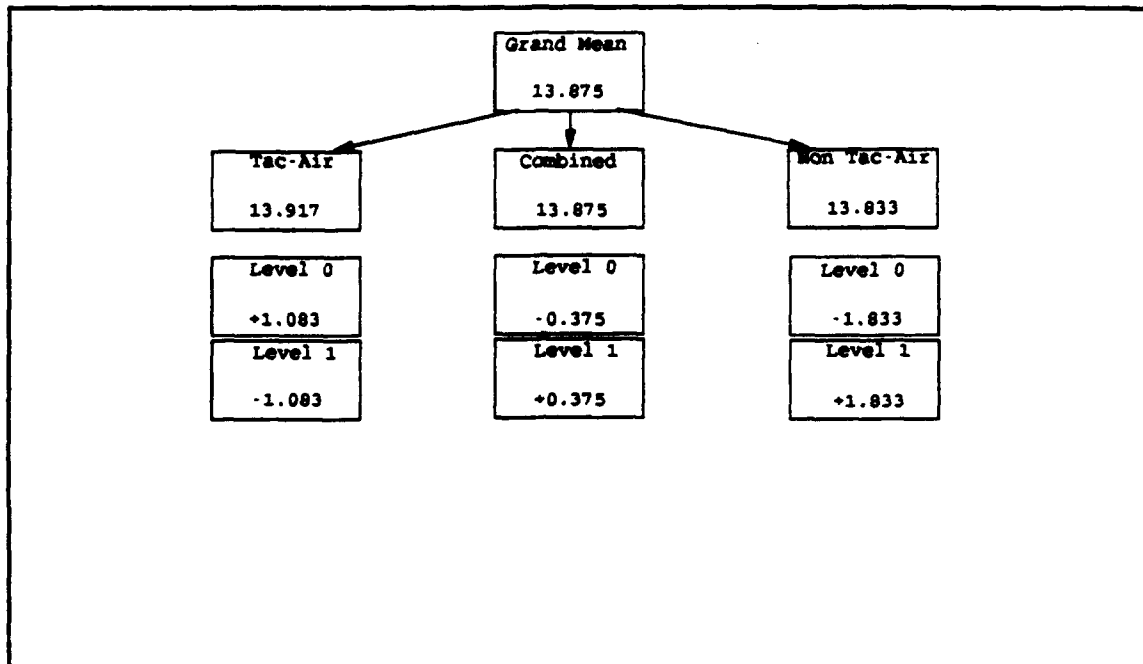 Grand Mean
13.875
Tac-Air
13.917
Combined
13.875
Non Tac-Air
13.833
Level 0
+1.083
Level 0
-0.375
Level 0
-1.833
Level 1
-1.083
Level 1
+0.375
Level 1
+1.833